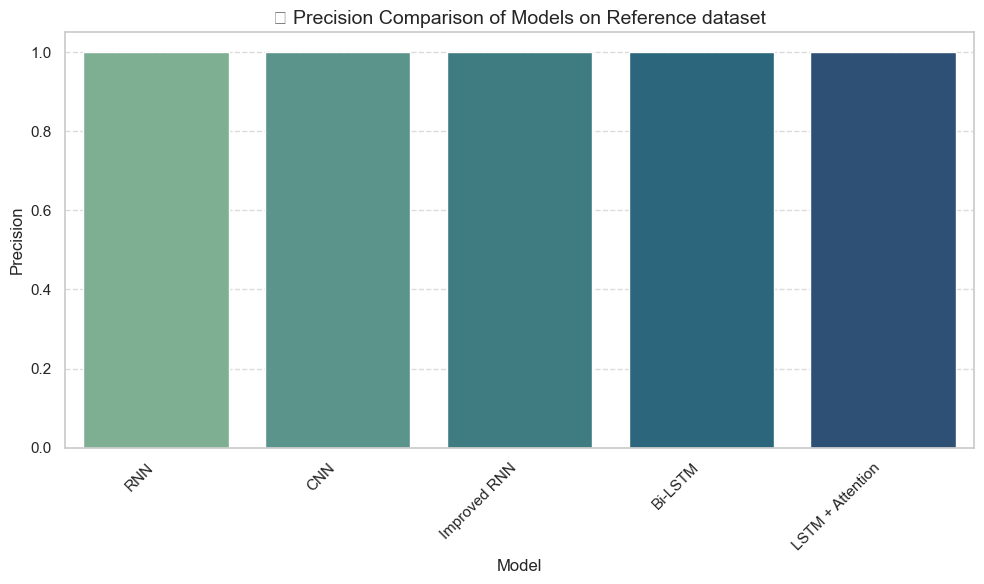 Precision Comparison of Models on Reference dataset
1.0
0.8
0.6
0.4
0.2
0.0
Precision
RNN
CNN
Improved RNN
Bi-LSTM
LSTM + Attention
Model